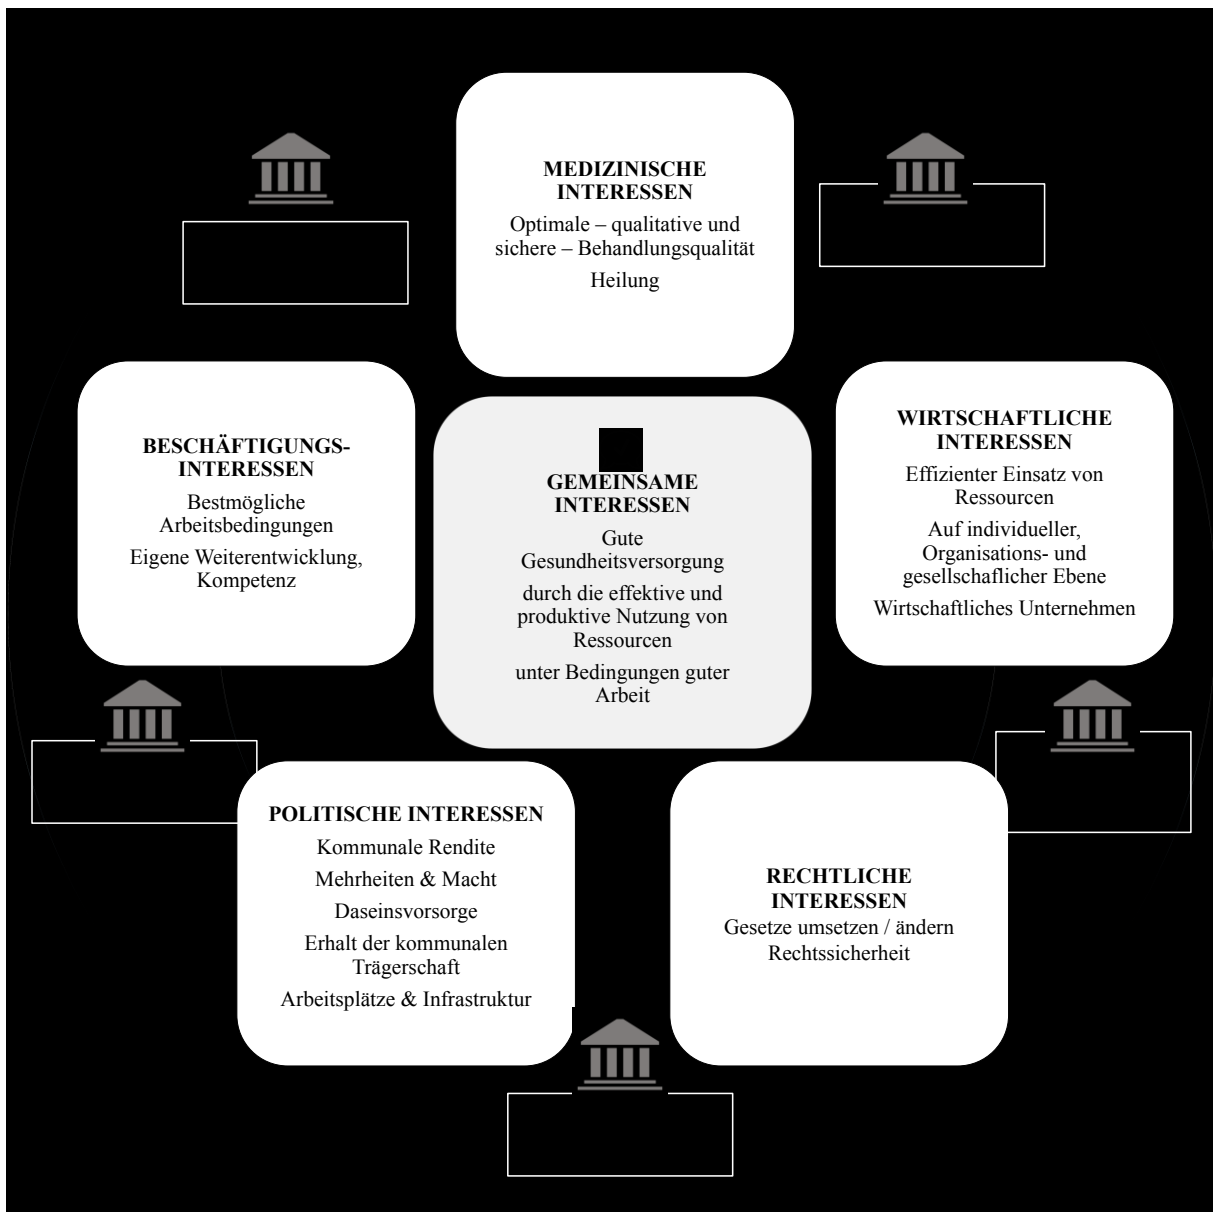 MEDIZINISCHE
INTERESSEN
Optimale – qualitative und
sichere – Behandlungsqualität
Heilung
BESCHÄFTIGUNGS-
INTERESSEN
Bestmögliche
Arbeitsbedingungen
Eigene Weiterentwicklung,
Kompetenz
GEMEINSAME
INTERESSEN
Gute
Gesundheitsversorgung
durch die effektive und
produktive Nutzung von
Ressourcen
unter Bedingungen guter
Arbeit
WIRTSCHAFTLICHE
INTERESSEN
Effizienter Einsatz von
Ressourcen
Auf individueller,
Organisations- und
gesellschaflicher Ebene
Wirtschaftliches Unternehmen
POLITISCHE INTERESSEN
Kommunale Rendite
Mehrheiten & Macht
Daseinsvorsorge
Erhalt der kommunalen
Trägerschaft
Arbeitsplätze & Infrastruktur
RECHTLICHE
INTERESSEN
Gesetze umsetzen / ändern
Rechtssicherheit